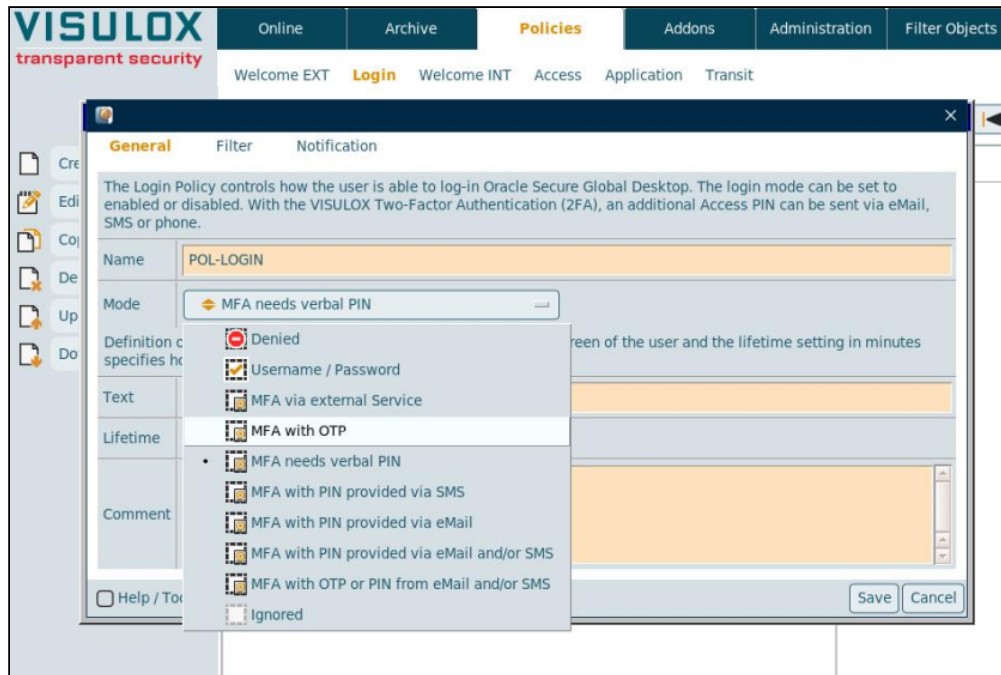 VISULOX
transparent security
Online Archive Policies Addons Administration Filter Objects
Welcome EXT Login Welcome INT Access Application Transit
General Filter Notification
Cre
Edi
Cop
De
Up
Do
The Login Policy controls how the user is able to log-in Oracle Secure Global Desktop. The login mode can be set to
enabled or disabled. With the VISULOX Two-Factor Authentication (2FA), an additional Access PIN can be sent via eMail,
SMS or phone.
Name POL-LOGIN
Mode MFA needs verbal PIN
Definition reen of the user and the lifetime setting in minutes
specifies
Text
Lifetime
Comment
Denied
Username / Password
MFA via external Service
MFA with OTP
MFA needs verbal PIN
MFA with PIN provided via SMS
MFA with PIN provided via eMail
MFA with PIN provided via eMail and/or SMS
MFA with OTP or PIN from eMail and/or SMS
Ignored
Help / Too
Save Cancel